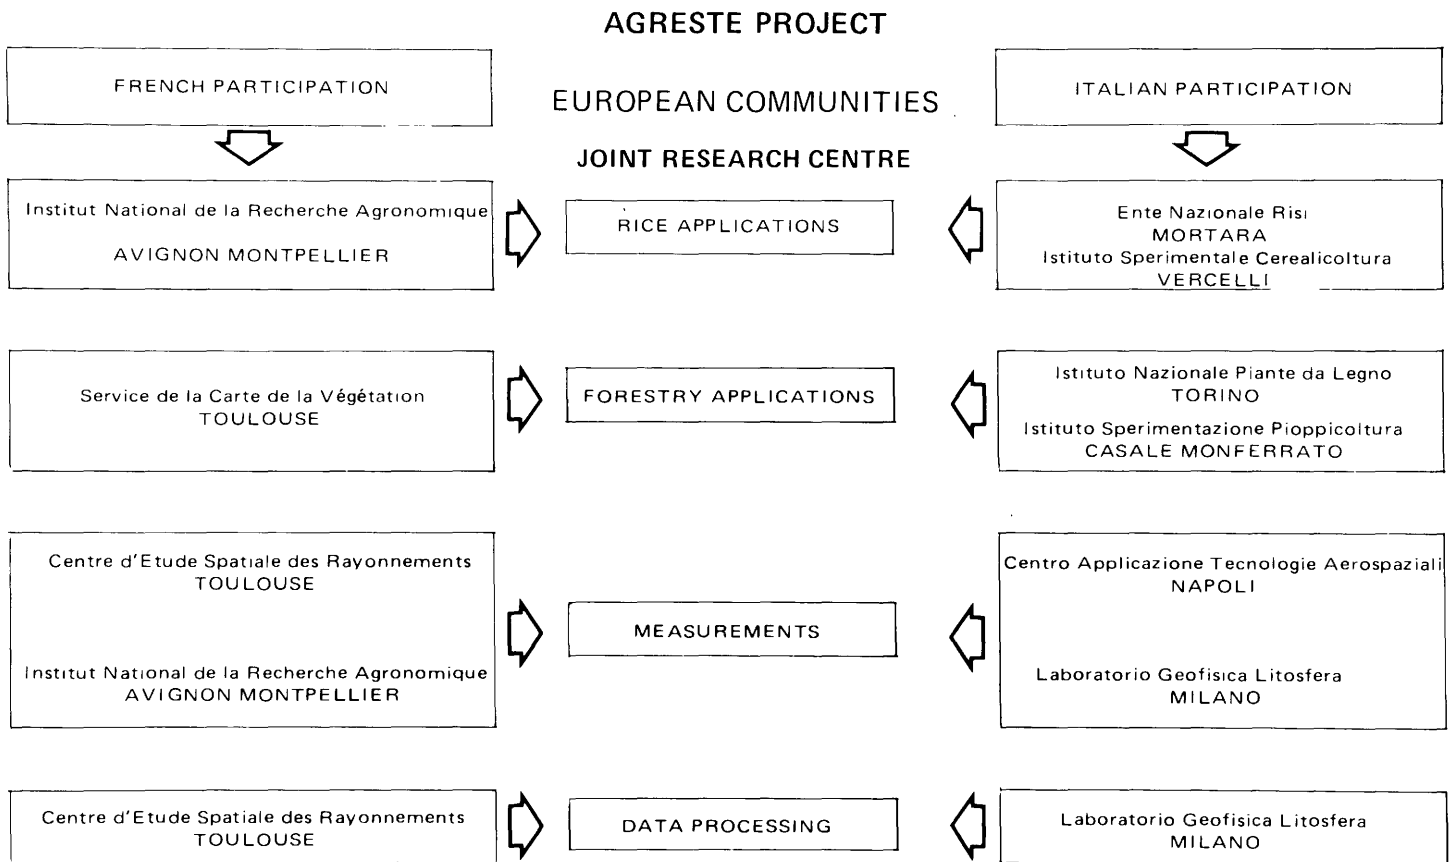 AGRESTE PROJECT
FRENCH PARTICIPATION
EUROPEAN COMMUNITIES
ITALIAN PARTICIPATION
JOINT RESEARCH CENTRE
Institut National de la Recherche Agronomique
AVIGNON MONTPELLIER
RICE APPLICATIONS
Ente Nazionale Risi
MORTARA
Istituto Sperimentale Cerealicoltura
VERCELLI
Service de la Carte de la Végétation
TOULOUSE
FORESTRY APPLICATIONS
Istituto Nazionale Piante da Legno
TORINO
Istituto Sperimentazione Pioppicoltura
CASALE MONFERRATO
Centre d'Etude Spatiale des Rayonnements
TOULOUSE
Institut National de la Recherche Agronomique
AVIGNON MONTPELLIER
MEASUREMENTS
Centro Applicazione Tecnologie Aerospaziali
NAPOLI
Laboratorio Geofisica Litosfera
MILANO
Centre d'Etude Spatiale des Rayonnements
TOULOUSE
DATA PROCESSING
Laboratorio Geofisica Litosfera
MILANO